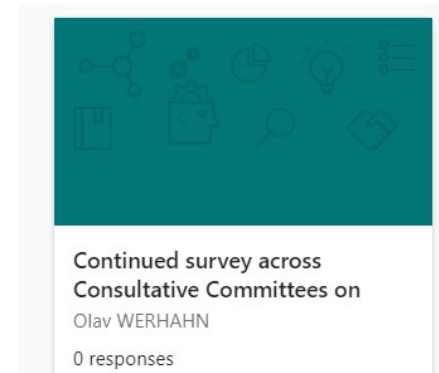 Continued survey across
Consultative Committees on
Olav WERHAHN
0 responses